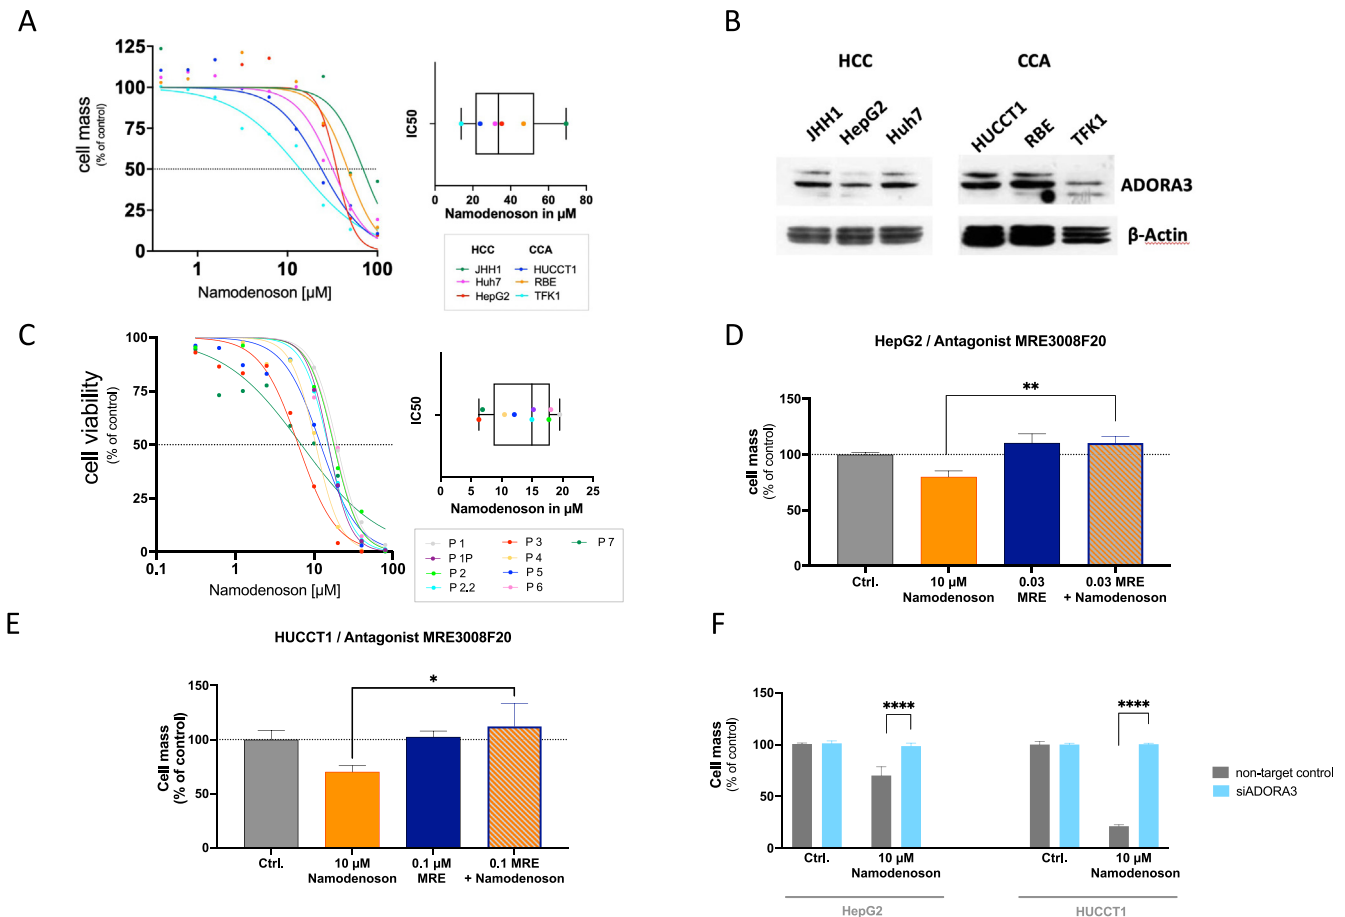 A
125
100
75
50
25
0
cell mass
(% of control)
1
10
100
Namodenoson [µM]
IC50
0
20
40
60
80
Namodenoson in µM
HCC
CCA
JHH1
HUCCT1
Huh7
RBE
HepG2
TFK1
B
HCC
CCA
JHH1
HepG2
Huh7
HUCCT1
RBE
TFK1
ADORA3
β-Actin
C
100
75
50
25
0
cell viability
(% of control)
0.1
1
10
100
Namodenoson [µM]
IC50
0
5
10
15
20
25
Namodenoson in µM
P 1
P 3
P 7
P 1P
P 4
P 2
P 5
P 2.2
P 6
D
HepG2 / Antagonist MRE3008F20
**
150
100
50
0
cell mass
(% of control)
Ctrl.
10 µM
Namodenoson
0.03
MRE
0.03 MRE
+ Namodenoson
E
HUCCT1 / Antagonist MRE3008F20
*
150
100
50
0
Cell mass
(% of control)
Ctrl.
10 µM
Namodenoson
0.1 µM
MRE
0.1 MRE
+ Namodenoson
F
150
100
50
0
Cell mass
(% of control)
****
****
Ctrl.
10 µM
Namodenoson
Ctrl.
10 µM
Namodenoson
HepG2
HUCCT1
non-target control
siADORA3